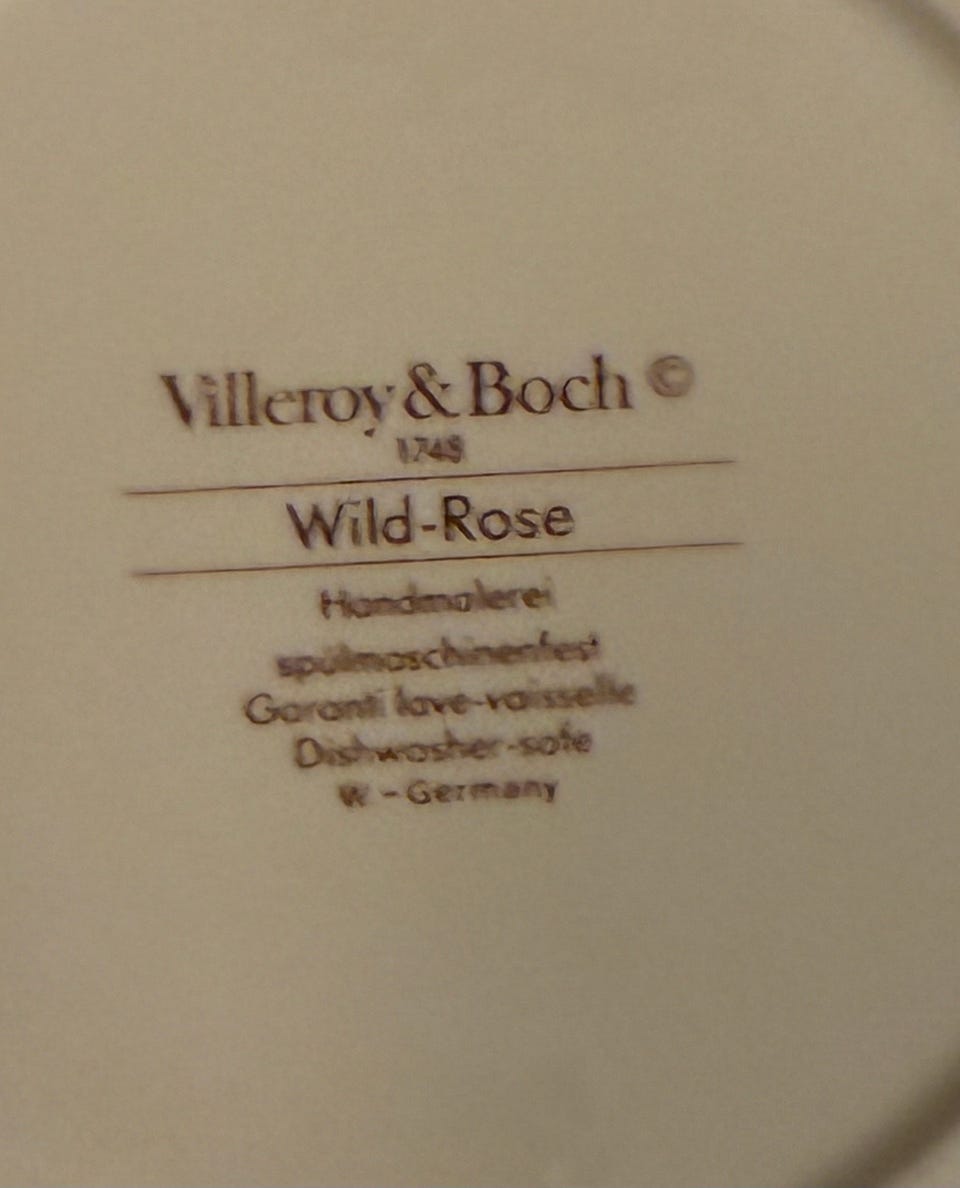 Villeroy & Boch ©
1748
Wild-Rose
Handmalerei
spülmaschinenfest
Garanti lave-vaisselle
Dishwasher-safe
W - Germany